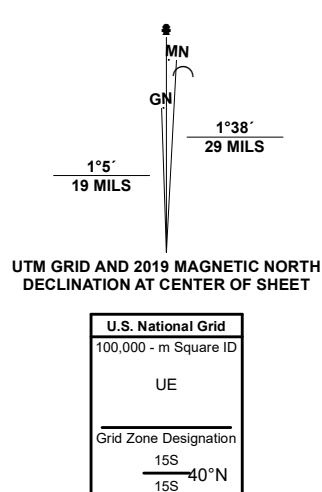 MN
GN
1°38´
29 MILS
1°5´
19 MILS
UTM GRID AND 2019 MAGNETIC NORTH
DECLINATION AT CENTER OF SHEET
U.S. National Grid
100,000 - m Square ID
UE
Grid Zone Designation
15S
40°N
15S